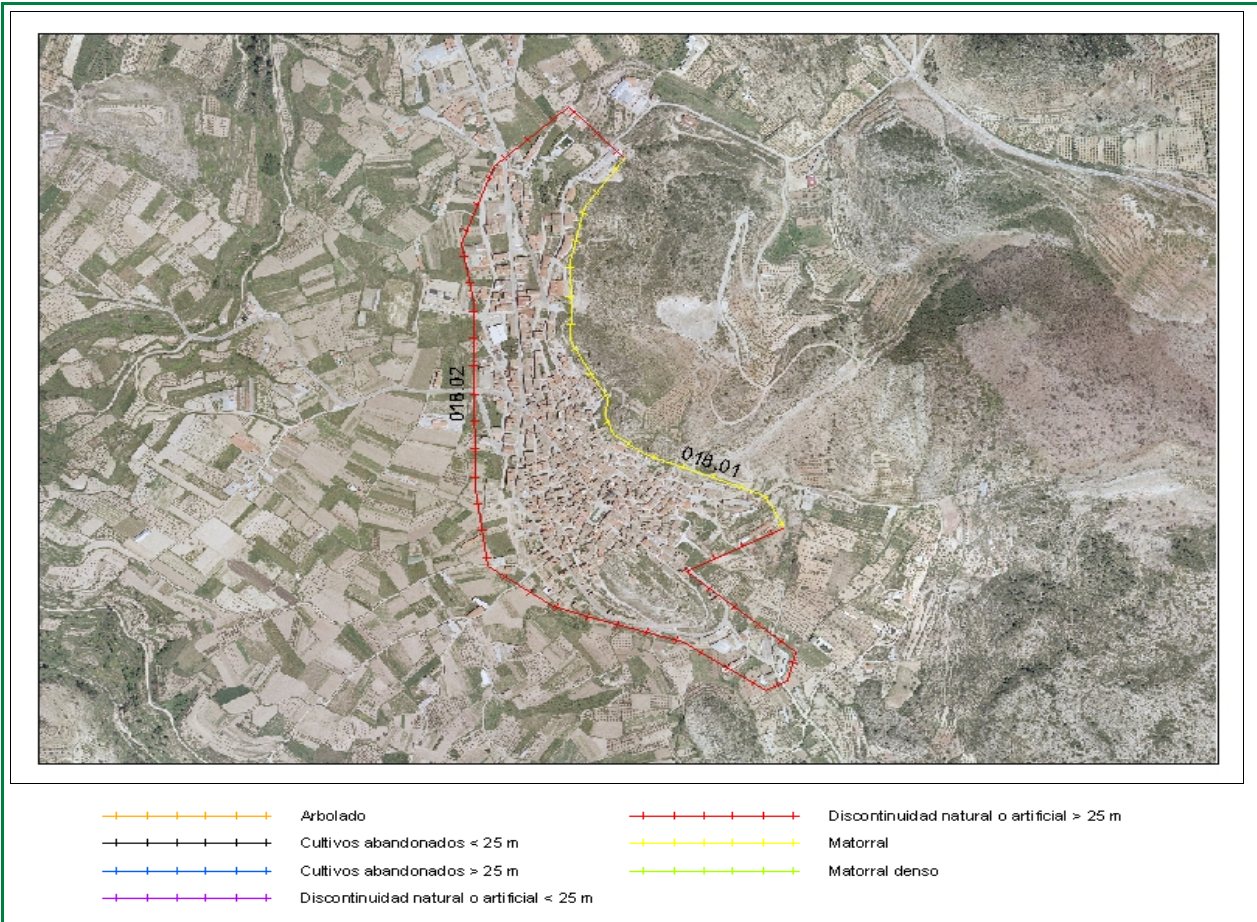 018.02
018.01
Arbolado
Cultivos abandonados < 25 m
Cultivos abandonados > 25 m
Discontinuidad natural o artificial < 25 m
Discontinuidad natural o artificial > 25 m
Matorral
Matorral denso